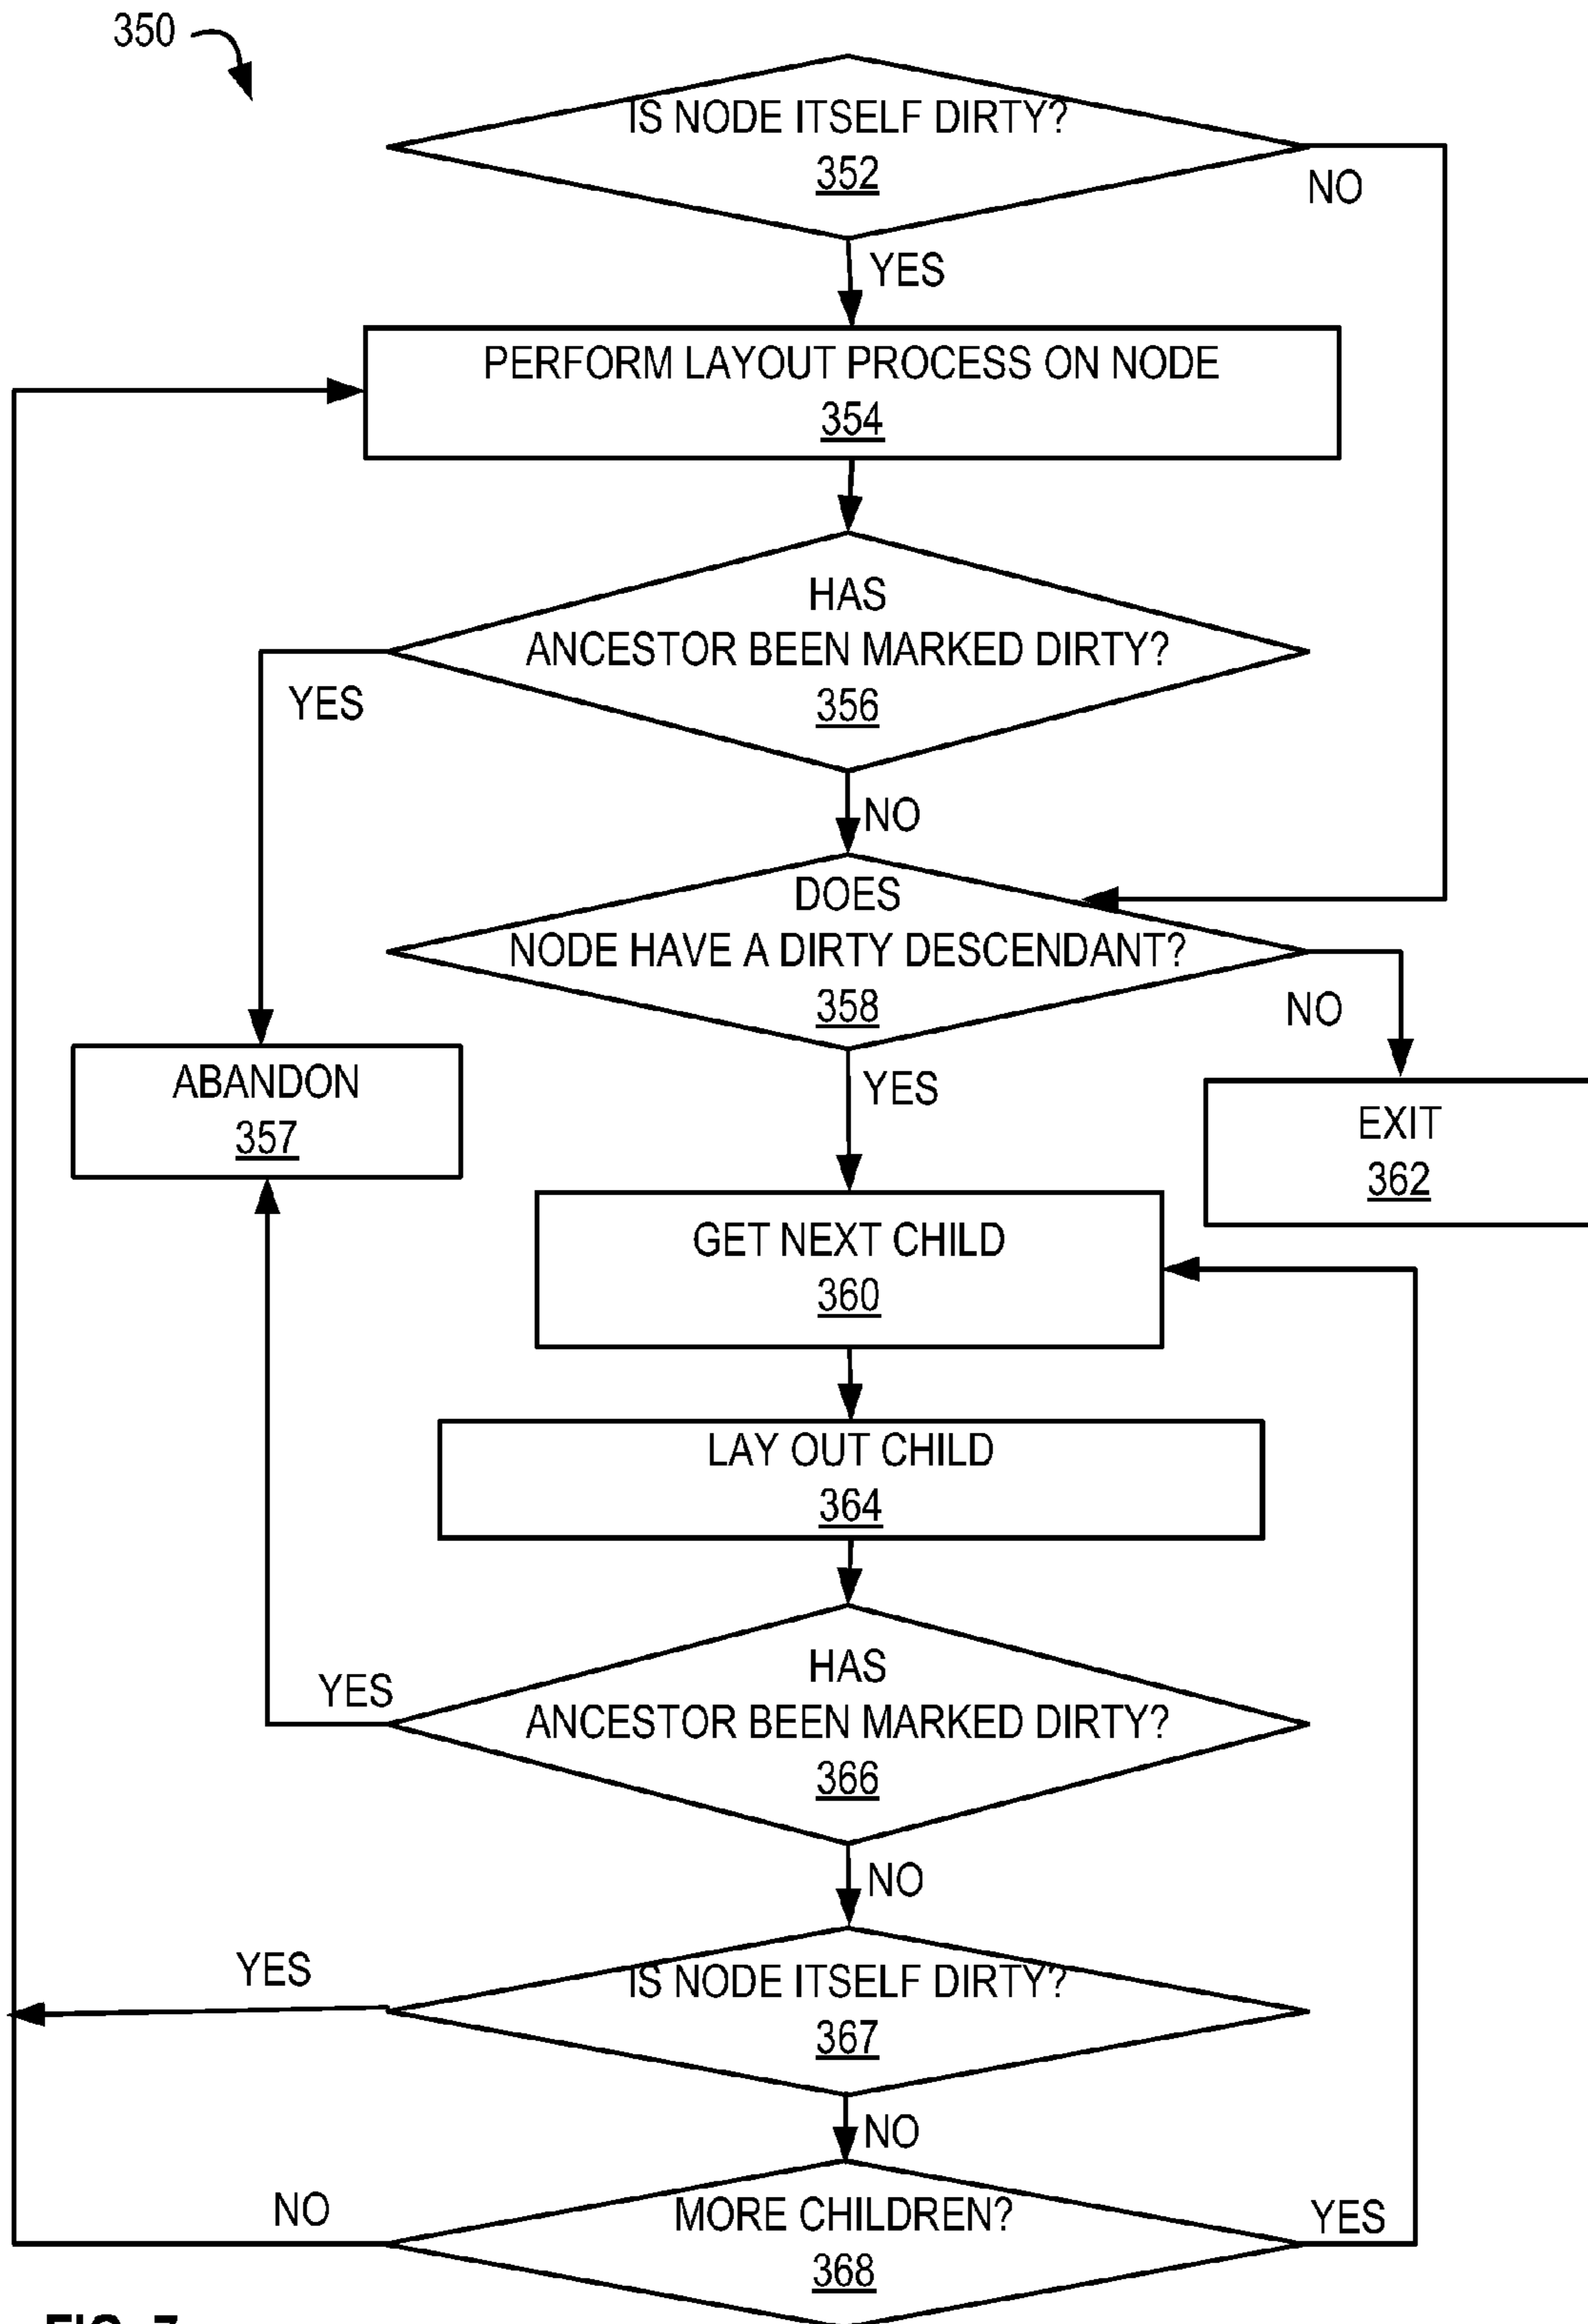 350
IS NODE ITSELF DIRTY?
352
NO
YES
PERFORM LAYOUT PROCESS ON NODE
354
HAS
ANCESTOR BEEN MARKED DIRTY?
356
YES
NO
DOES
NODE HAVE A DIRTY DESCENDANT?
358
NO
YES
ABANDON
357
EXIT
362
GET NEXT CHILD
360
LAY OUT CHILD
364
HAS
ANCESTOR BEEN MARKED DIRTY?
366
YES
NO
IS NODE ITSELF DIRTY?
367
YES
NO
MORE CHILDREN?
368
NO
YES